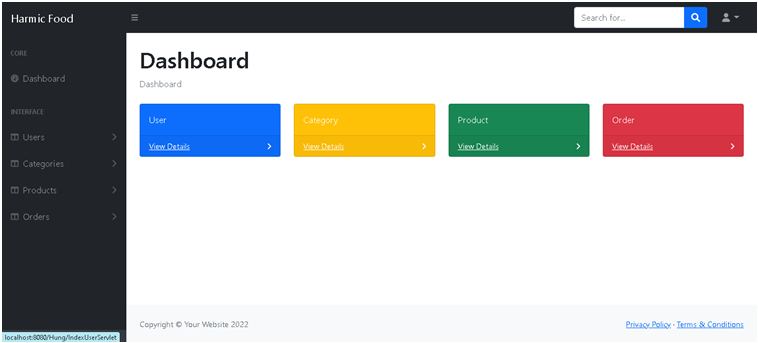 Harmic Food
Search for...
CORE
Dashboard
INTERFACE
Users
Categories
Products
Orders
Dashboard
Dashboard
User
View Details
Category
View Details
Product
View Details
Order
View Details
Copyright © Your Website 2022
Privacy Policy · Terms & Conditions
localhost:8080/Hung/IndexUserServlet